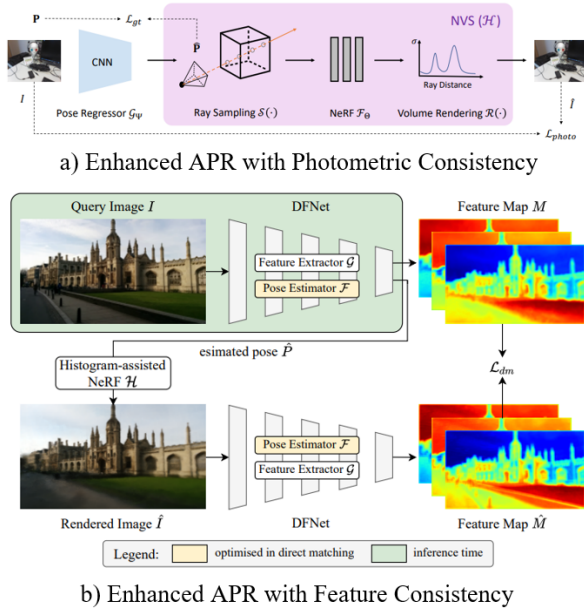 P
𝓛gt
P̂
NVS (𝓗)
CNN
σ
Ray Distance
I
Î
Pose Regressor 𝒢Ψ
Ray Sampling 𝒮(·)
NeRF ℱΘ
Volume Rendering ℛ(·)
𝓛photo
a) Enhanced APR with Photometric Consistency
Query Image I
DFNet
Feature Map M
Feature Extractor 𝒢
Pose Estimator ℱ
esimated pose P̂
Histogram-assisted
NeRF 𝓗
𝓛dm
Pose Estimator ℱ
Feature Extractor 𝒢
Rendered Image Î
DFNet
Feature Map M̂
Legend:
optimised in direct matching
inference time
b) Enhanced APR with Feature Consistency